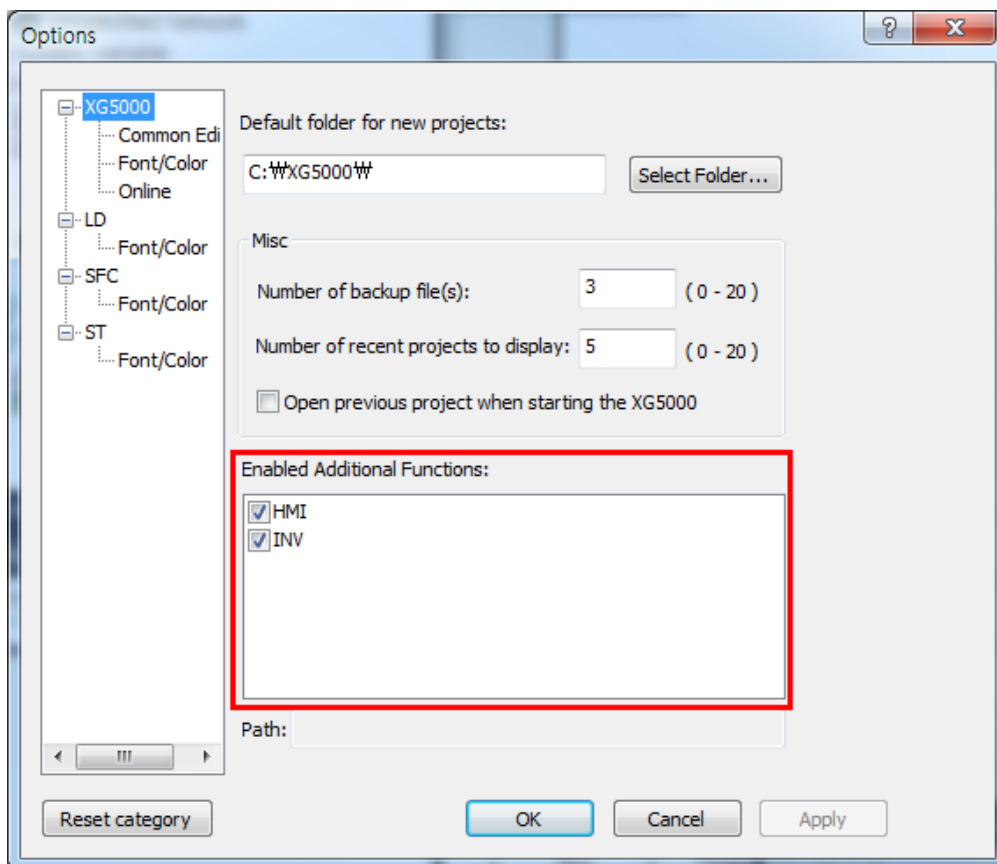 Options
XG5000
Common Edi
Font/Color
Online
LD
Font/Color
SFC
Font/Color
ST
Font/Color
Default folder for new projects:
C:₩XG5000₩
Select Folder...
Misc
Number of backup file(s):
3
( 0 - 20 )
Number of recent projects to display:
5
( 0 - 20 )
Open previous project when starting the XG5000
Enabled Additional Functions:
HMI
INV
Path:
Reset category
OK
Cancel
Apply